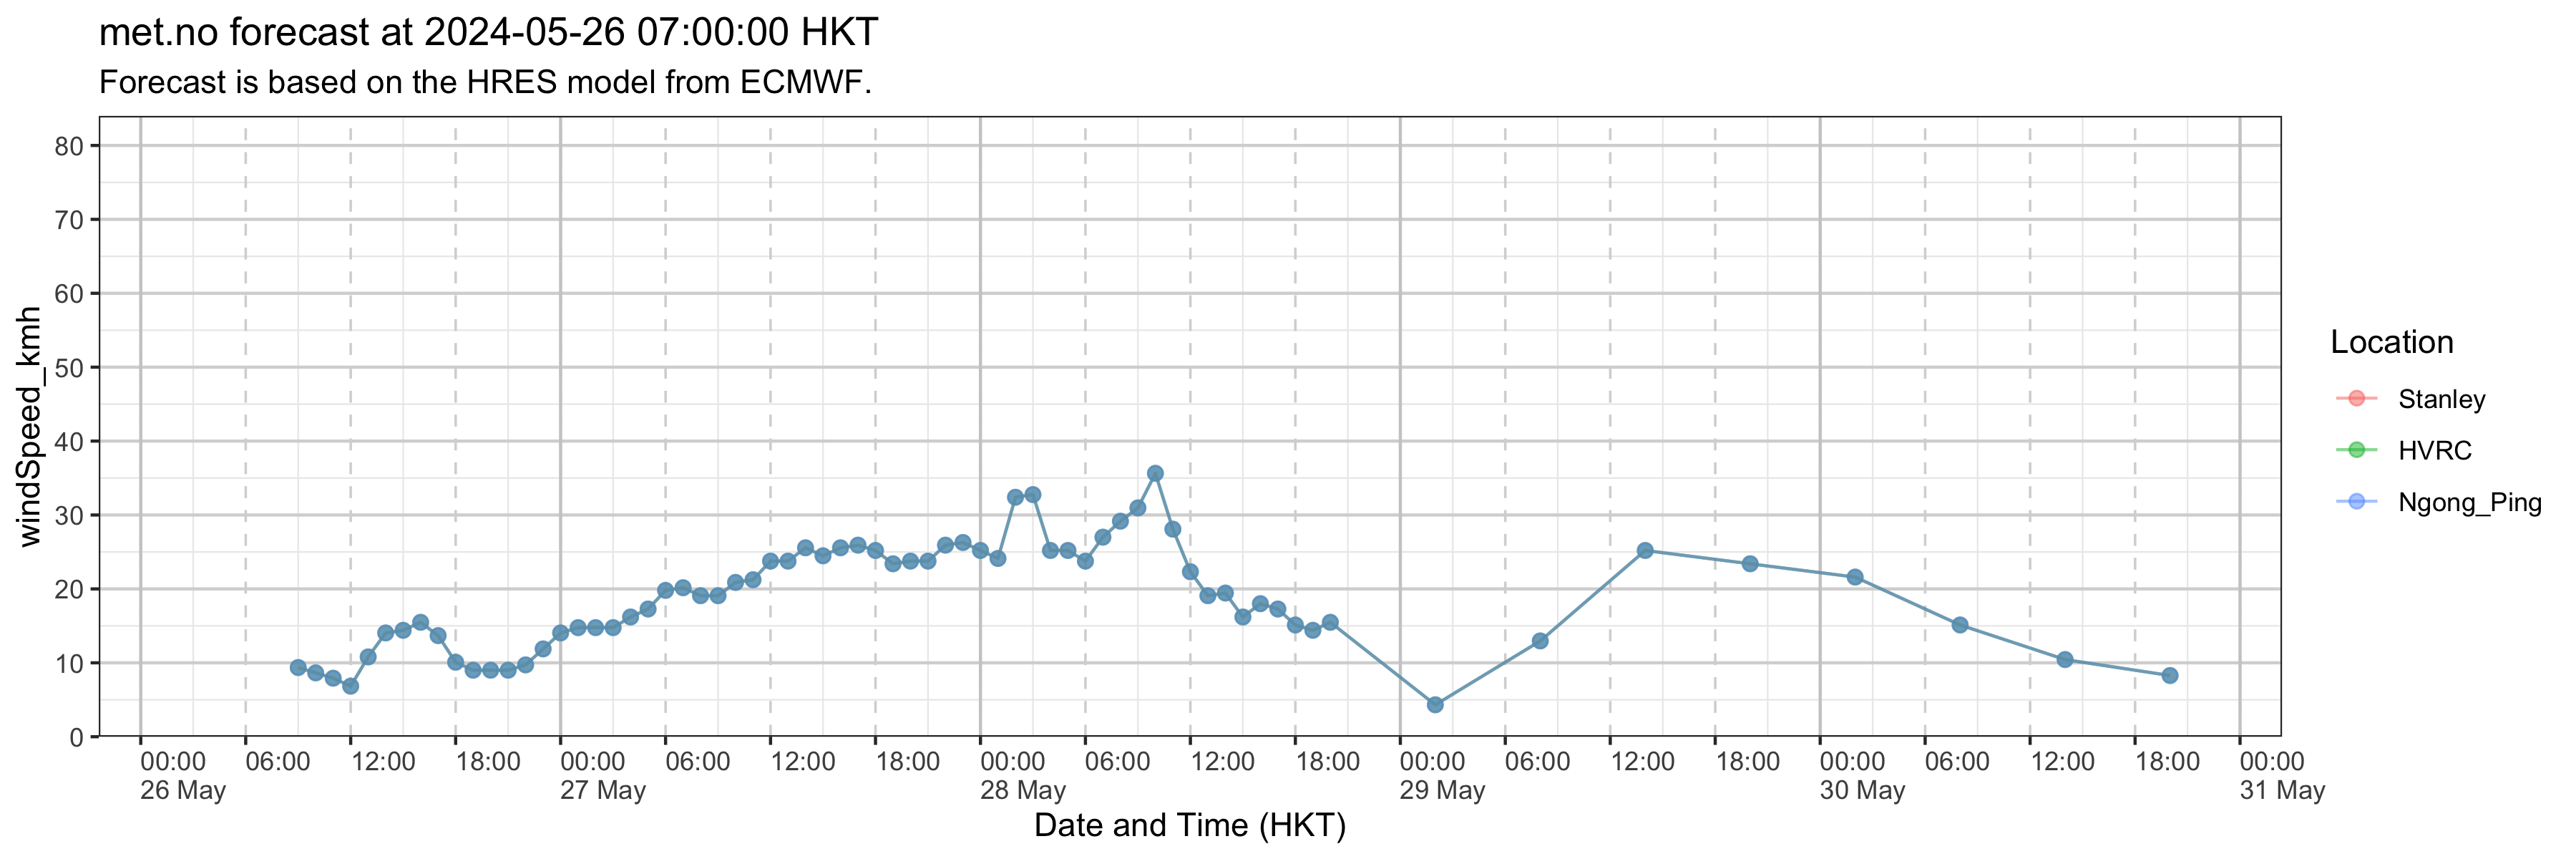 met.no forecast at 2024-05-26 07:00:00 HKT
Forecast is based on the HRES model from ECMWF.
windSpeed_kmh
80
70
60
50
40
30
20
10
0
00:00 06:00 12:00 18:00 00:00 06:00 12:00 18:00 00:00 06:00 12:00 18:00 00:00 06:00 12:00 18:00 00:00 06:00 12:00 18:00 00:00
26 May 27 May 28 May 29 May 30 May 31 May
Date and Time (HKT)
Location
Stanley
HVRC
Ngong_Ping